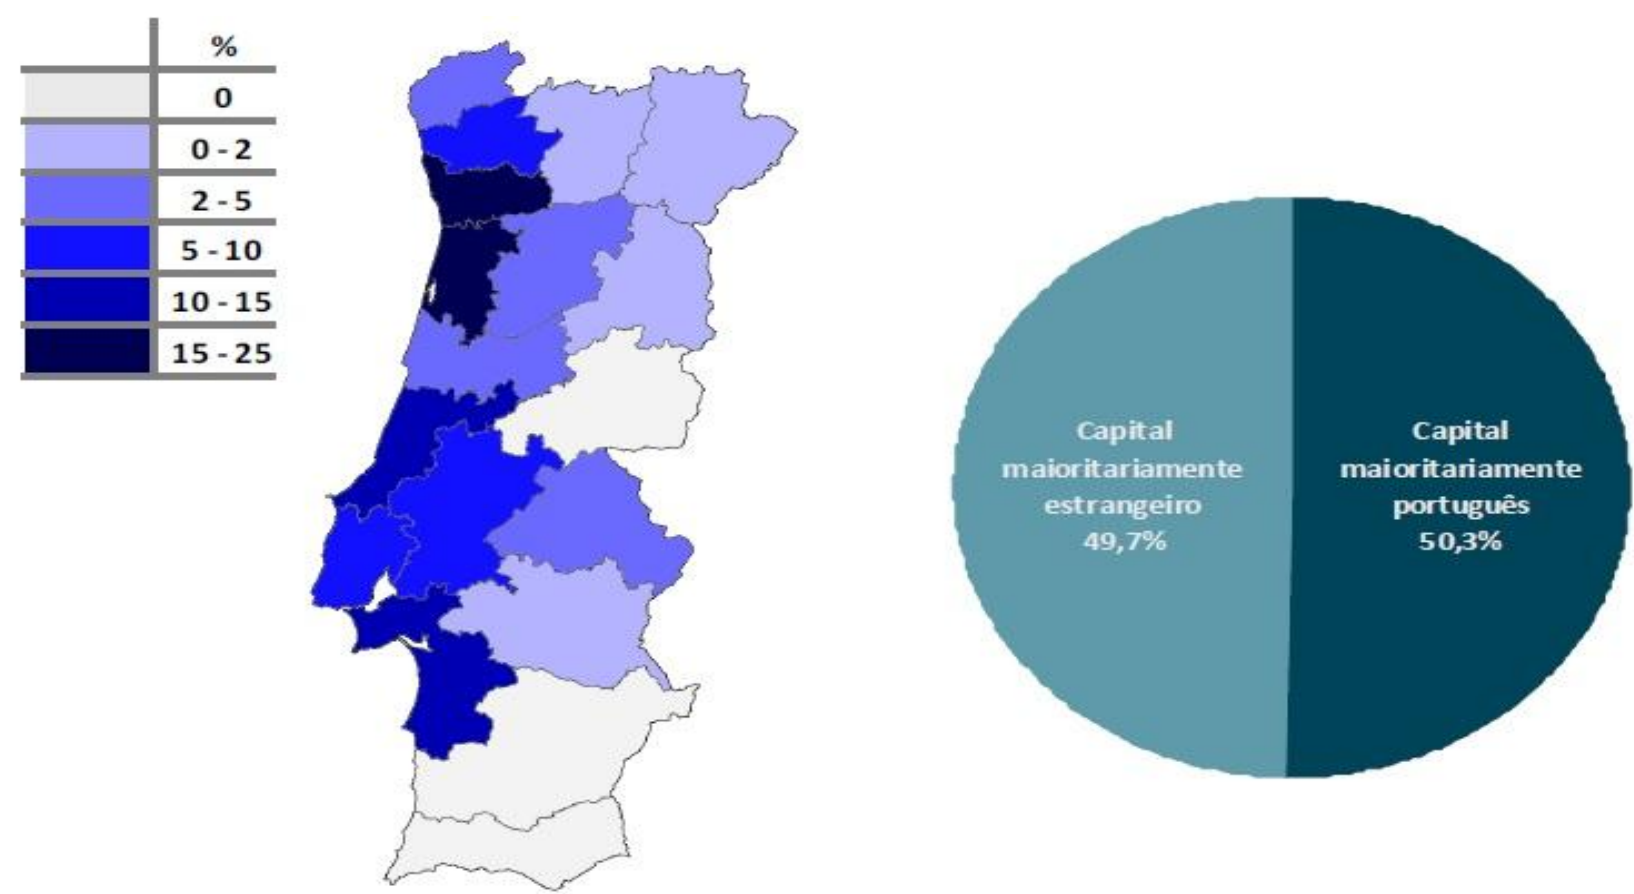 %
0
0 - 2
2 - 5
5 - 10
10 - 15
15 - 25
Capital
maioritariamente
estrangeiro
49,7%
Capital
maioritariamente
português
50,3%